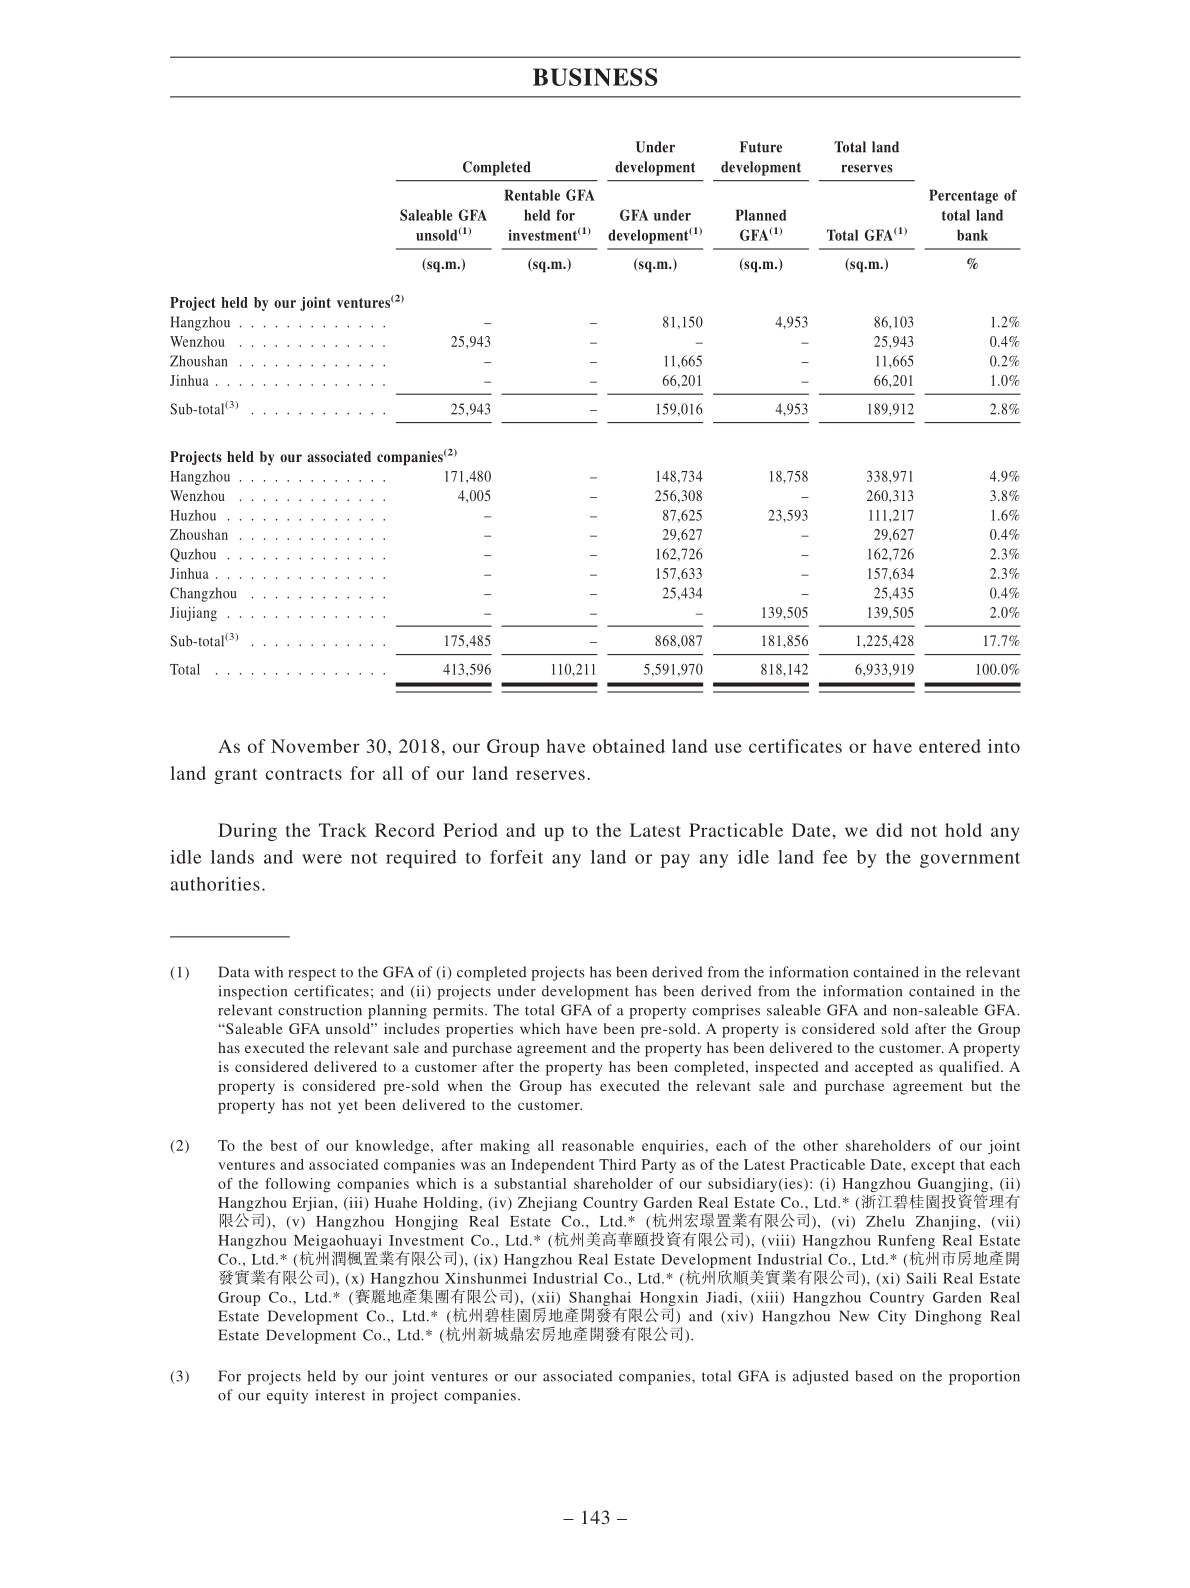 BUSINESS
Under Future Total land
Completed development development reserves
Rentable GFA Percentage of
Saleable GFA held for GFA under Planned total land
unsold(1) investment(1) development(1) GFA(1) Total GFA(1) bank
(sq.m.) (sq.m.) (sq.m.) (sq.m.) (sq.m.) %
Project held by our joint ventures(2)
Hangzhou . . . . . . . . . . . . . – – 81,150 4,953 86,103 1.2%
Wenzhou . . . . . . . . . . . . . 25,943 – – – 25,943 0.4%
Zhoushan . . . . . . . . . . . . . – – 11,665 – 11,665 0.2%
Jinhua . . . . . . . . . . . . . . . – – 66,201 – 66,201 1.0%
Sub-total(3) . . . . . . . . . . . . 25,943 – 159,016 4,953 189,912 2.8%
Projects held by our associated companies(2)
Hangzhou . . . . . . . . . . . . . 171,480 – 148,734 18,758 338,971 4.9%
Wenzhou . . . . . . . . . . . . . 4,005 – 256,308 – 260,313 3.8%
Huzhou . . . . . . . . . . . . . . – – 87,625 23,593 111,217 1.6%
Zhoushan . . . . . . . . . . . . . – – 29,627 – 29,627 0.4%
Quzhou . . . . . . . . . . . . . . – – 162,726 – 162,726 2.3%
Jinhua . . . . . . . . . . . . . . . – – 157,633 – 157,634 2.3%
Changzhou . . . . . . . . . . . . – – 25,434 – 25,435 0.4%
Jiujiang . . . . . . . . . . . . . . – – – 139,505 139,505 2.0%
Sub-total(3) . . . . . . . . . . . . 175,485 – 868,087 181,856 1,225,428 17.7%
Total . . . . . . . . . . . . . . . 413,596 110,211 5,591,970 818,142 6,933,919 100.0%
As of November 30, 2018, our Group have obtained land use certificates or have entered into
land grant contracts for all of our land reserves.
During the Track Record Period and up to the Latest Practicable Date, we did not hold any
idle lands and were not required to forfeit any land or pay any idle land fee by the government
authorities.
(1) Data with respect to the GFA of (i) completed projects has been derived from the information contained in the relevant
inspection certificates; and (ii) projects under development has been derived from the information contained in the
relevant construction planning permits. The total GFA of a property comprises saleable GFA and non-saleable GFA.
“Saleable GFA unsold” includes properties which have been pre-sold. A property is considered sold after the Group
has executed the relevant sale and purchase agreement and the property has been delivered to the customer. A property
is considered delivered to a customer after the property has been completed, inspected and accepted as qualified. A
property is considered pre-sold when the Group has executed the relevant sale and purchase agreement but the
property has not yet been delivered to the customer.
(2) To the best of our knowledge, after making all reasonable enquiries, each of the other shareholders of our joint
ventures and associated companies was an Independent Third Party as of the Latest Practicable Date, except that each
of the following companies which is a substantial shareholder of our subsidiary(ies): (i) Hangzhou Guangjing, (ii)
Hangzhou Erjian, (iii) Huahe Holding, (iv) Zhejiang Country Garden Real Estate Co., Ltd.* (浙江碧桂園投資管理有
限公司), (v) Hangzhou Hongjing Real Estate Co., Ltd.* (杭州宏璟置業有限公司), (vi) Zhelu Zhanjing, (vii)
Hangzhou Meigaohuayi Investment Co., Ltd.* (杭州美高華頤投資有限公司), (viii) Hangzhou Runfeng Real Estate
Co., Ltd.* (杭州潤楓置業有限公司), (ix) Hangzhou Real Estate Development Industrial Co., Ltd.* (杭州市房地產開
發實業有限公司), (x) Hangzhou Xinshunmei Industrial Co., Ltd.* (杭州欣順美實業有限公司), (xi) Saili Real Estate
Group Co., Ltd.* (賽麗地產集團有限公司), (xii) Shanghai Hongxin Jiadi, (xiii) Hangzhou Country Garden Real
Estate Development Co., Ltd.* (杭州碧桂園房地產開發有限公司) and (xiv) Hangzhou New City Dinghong Real
Estate Development Co., Ltd.* (杭州新城鼎宏房地產開發有限公司).
(3) For projects held by our joint ventures or our associated companies, total GFA is adjusted based on the proportion
of our equity interest in project companies.
– 143 –